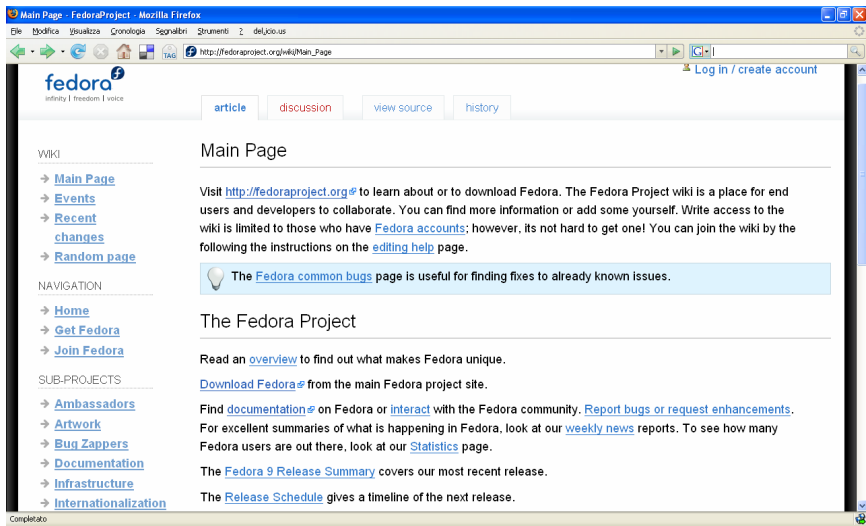 Main Page - FedoraProject - Mozilla Firefox
File Modifica Visualizza Cronologia Segnalibri Strumenti ? del.icio.us
TAG http://fedoraproject.org/wiki/Main_Page G
fedora
infinity | freedom | voice
Log in / create account
article discussion view source history
WIKI
Main Page
Events
Recent
changes
Random page
NAVIGATION
Home
Get Fedora
Join Fedora
SUB-PROJECTS
Ambassadors
Artwork
Bug Zappers
Documentation
Infrastructure
Internationalization
Main Page
Visit http://fedoraproject.org to learn about or to download Fedora. The Fedora Project wiki is a place for end
users and developers to collaborate. You can find more information or add some yourself. Write access to the
wiki is limited to those who have Fedora accounts; however, its not hard to get one! You can join the wiki by the
following the instructions on the editing help page.
The Fedora common bugs page is useful for finding fixes to already known issues.
The Fedora Project
Read an overview to find out what makes Fedora unique.
Download Fedora from the main Fedora project site.
Find documentation on Fedora or interact with the Fedora community. Report bugs or request enhancements.
For excellent summaries of what is happening in Fedora, look at our weekly news reports. To see how many
Fedora users are out there, look at our Statistics page.
The Fedora 9 Release Summary covers our most recent release.
The Release Schedule gives a timeline of the next release.
Completato